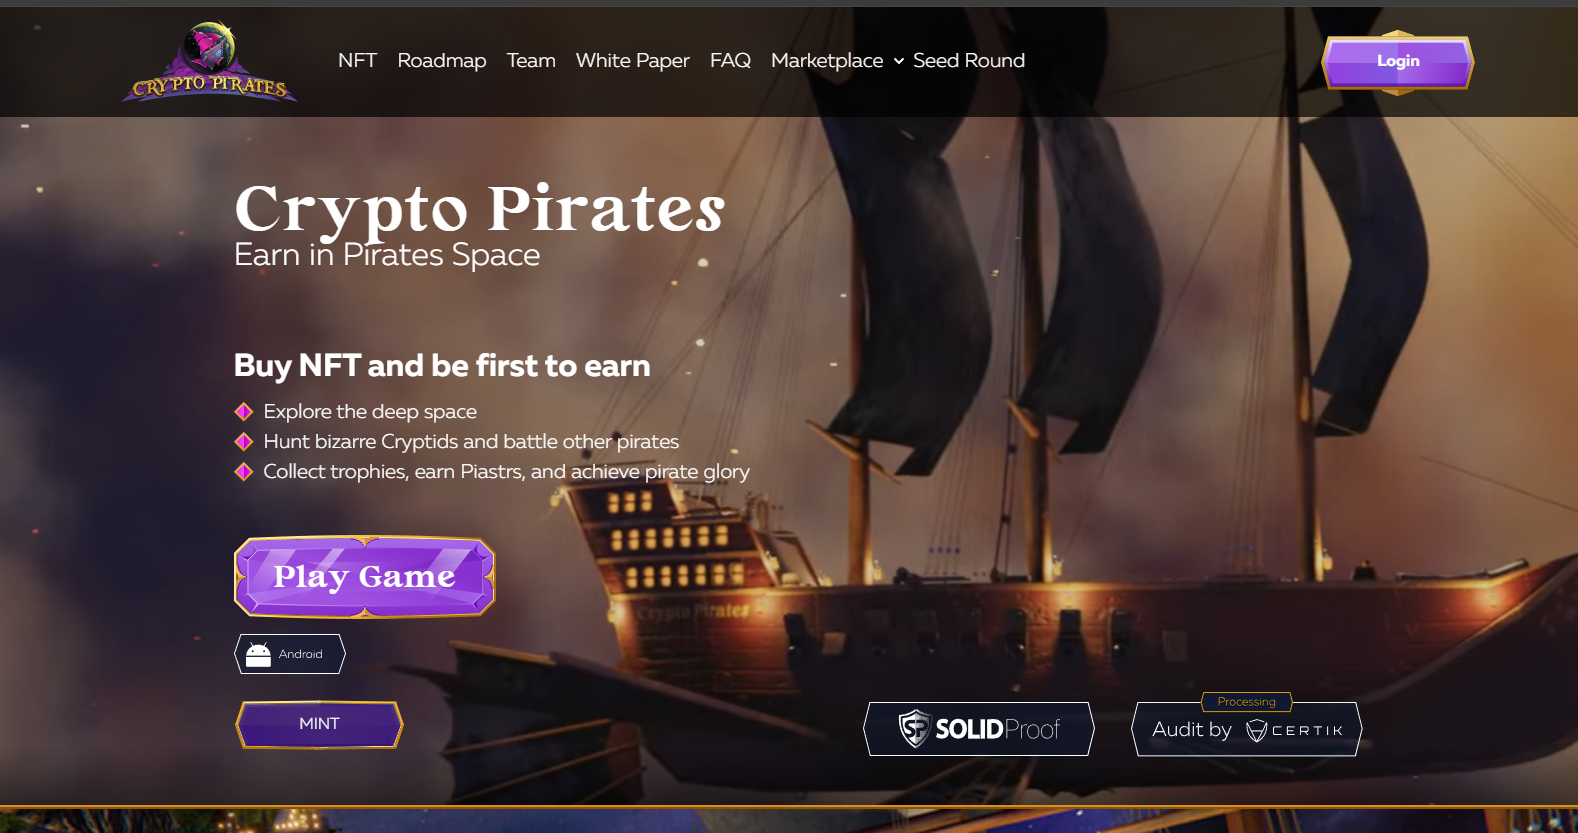 CRYPTO PIRATES
NFT Roadmap Team White Paper FAQ Marketplace Seed Round
Login
Crypto Pirates
Earn in Pirates Space
Buy NFT and be first to earn
Explore the deep space
Hunt bizarre Cryptids and battle other pirates
Collect trophies, earn Piastrs, and achieve pirate glory
Play Game
Crypto Pirates
Android
MINT
SP SOLIDProof
Processing
Audit by CERTIK